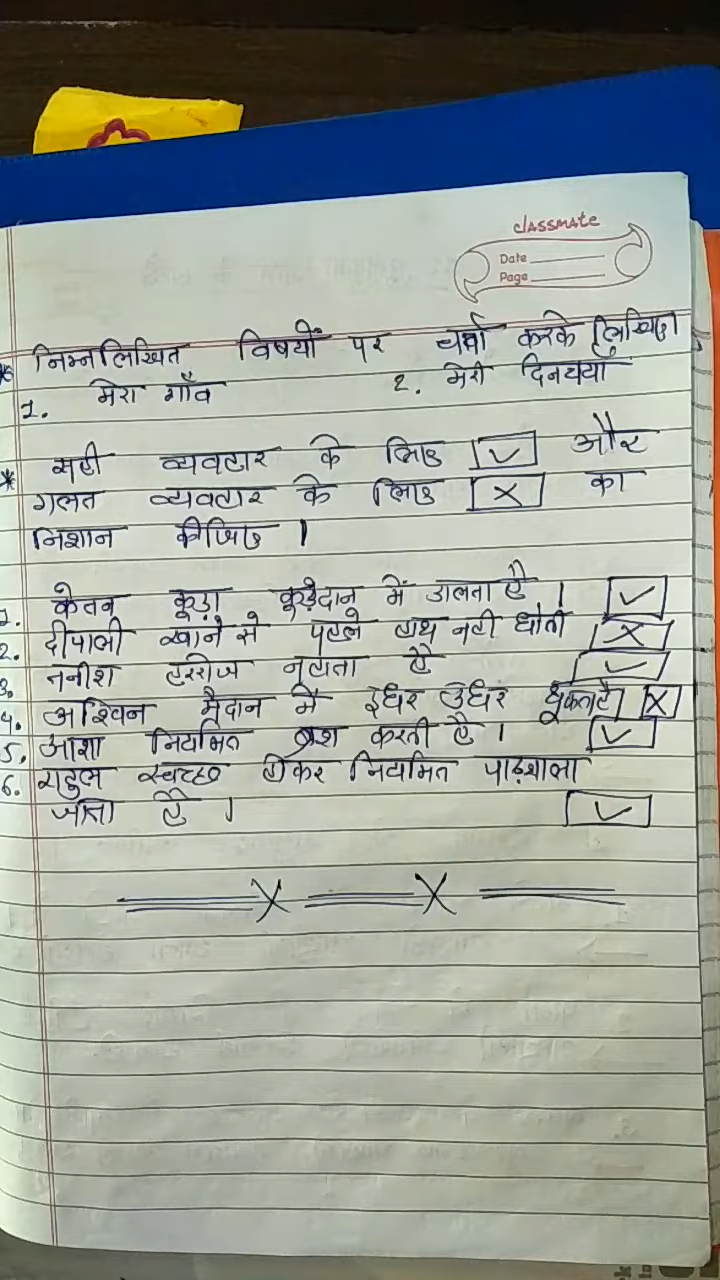 classmate
Date
Page
* निम्नलिखित विषयों पर चर्चा करके लिखिए
1. मेरा गाँव 2. मेरी दिनचर्या
* सही व्यवहार के लिए ✓ और
गलत व्यवहार के लिए X का
निशान कीजिए ।
1. केतन कूड़ा कूड़ेदान में डालता है । ✓
2. दीपाली खाने से पहले हाथ नही धोती X
3. ननीश हररोज नहाता है ✓
4. अश्विन मैदान में इधर उधर थूकता है। X
5. आशा नियमित ब्रश करती है । ✓
6. राहुल स्वच्छ होकर नियमित पाढ़शाला
जाता है । ✓
X X